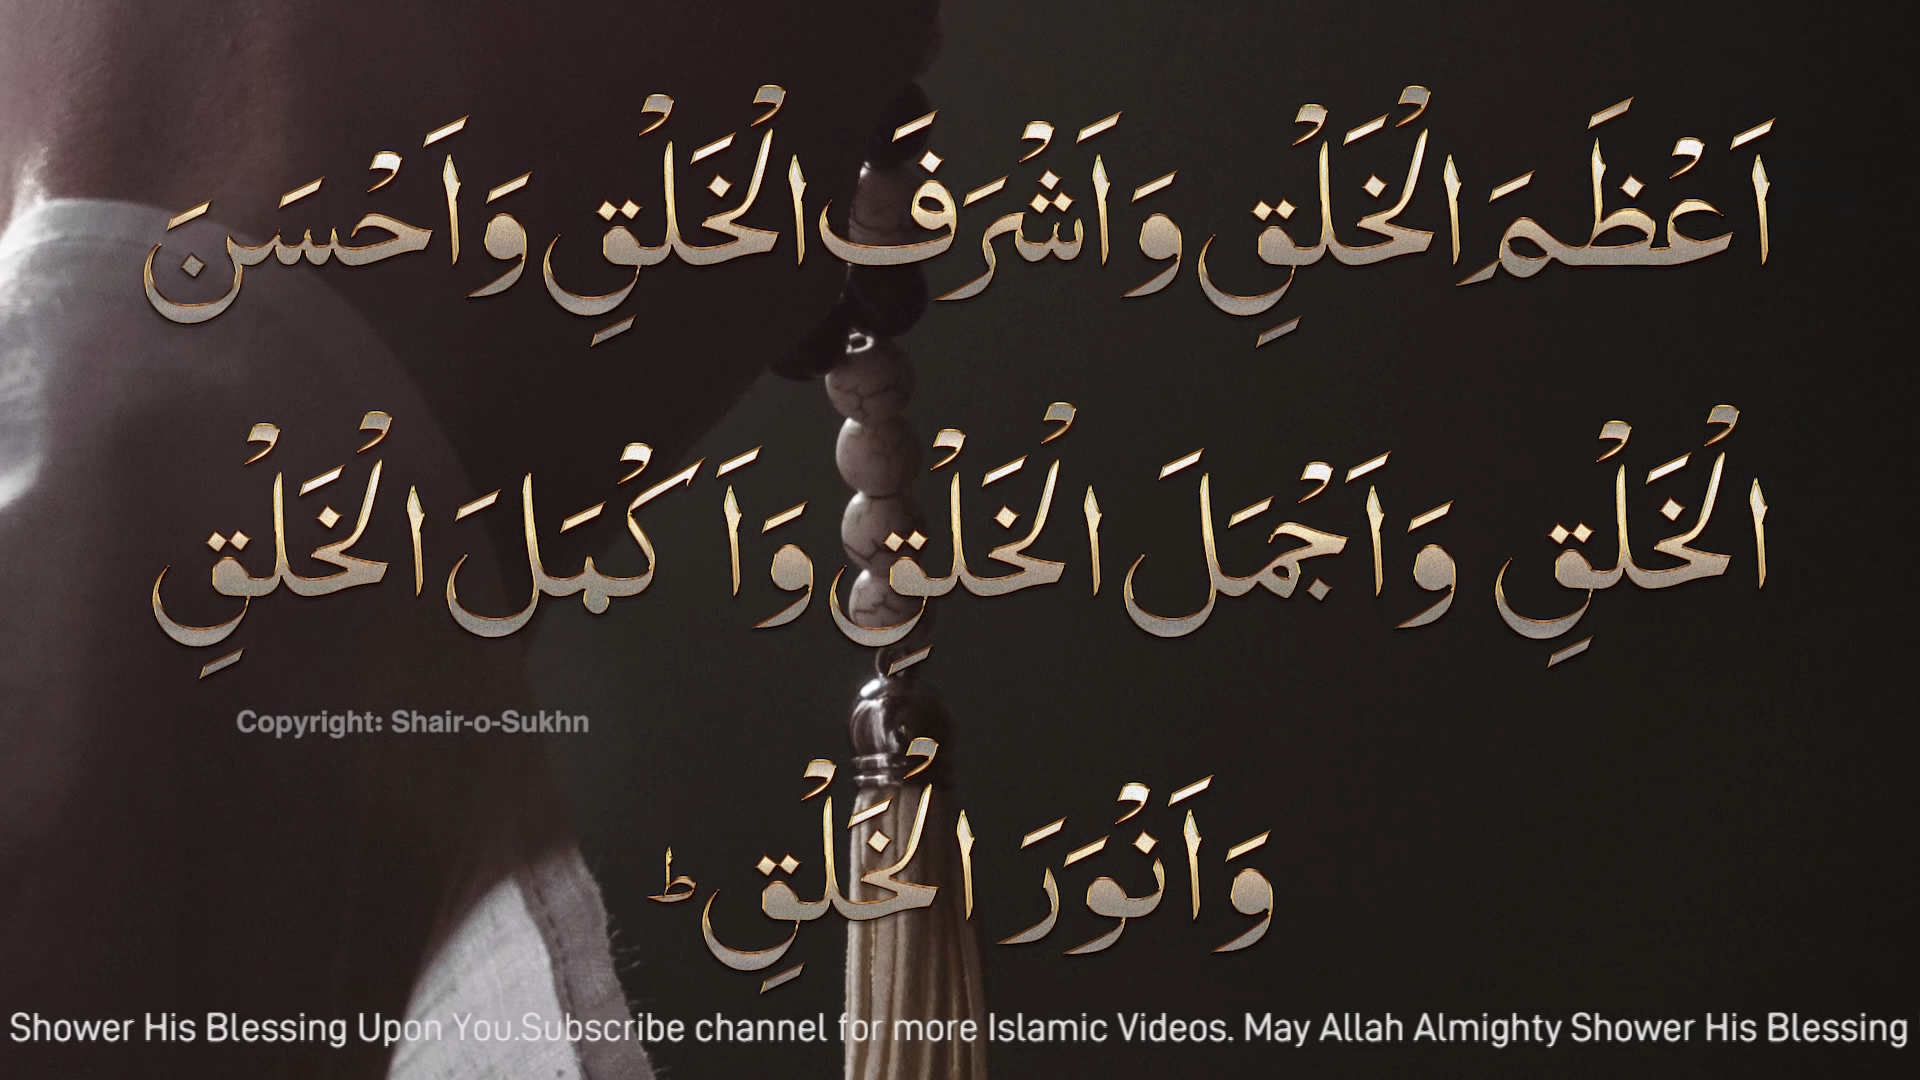 اَعْظَمَ الْخَلْقِ وَاَشْرَفَ الْخَلْقِ وَاَحْسَنَ
الْخَلْقِ وَاَجْمَلَ الْخَلْقِ وَاَكْمَلَ الْخَلْقِ
Copyright: Shair-o-Sukhn
وَاَنْوَرَ الْخَلْقِ ط
Shower His Blessing Upon You.Subscribe channel for more Islamic Videos. May Allah Almighty Shower His Blessing